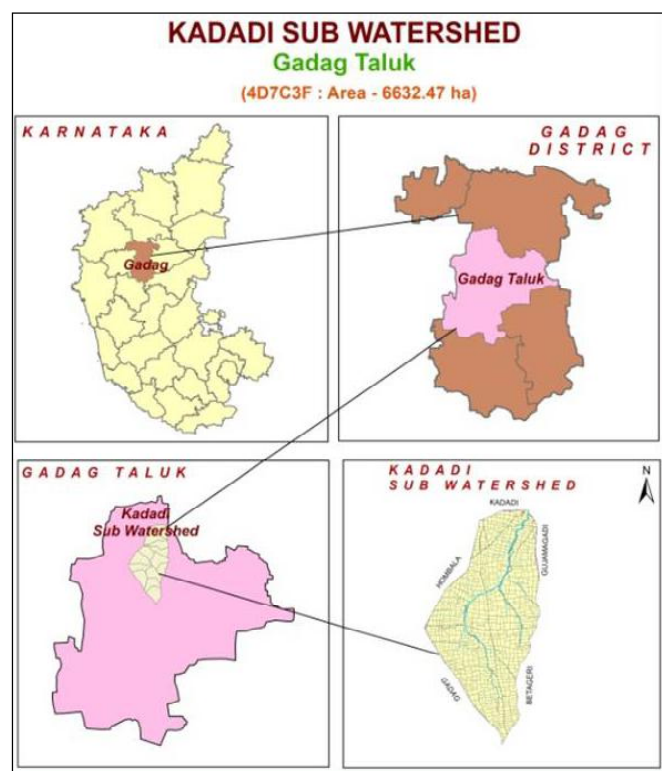 KADADI SUB WATERSHED
Gadag Taluk
(4D7C3F : Area - 6632.47 ha)
KARNATAKA
Gadag
GADAG
DISTRICT
Gadag Taluk
GADAG TALUK
Kadadi
Sub Watershed
KADADI
SUB WATERSHED
N
KADADI
HOMBALA
GUJAMAGADI
GADAG
BETAGERI